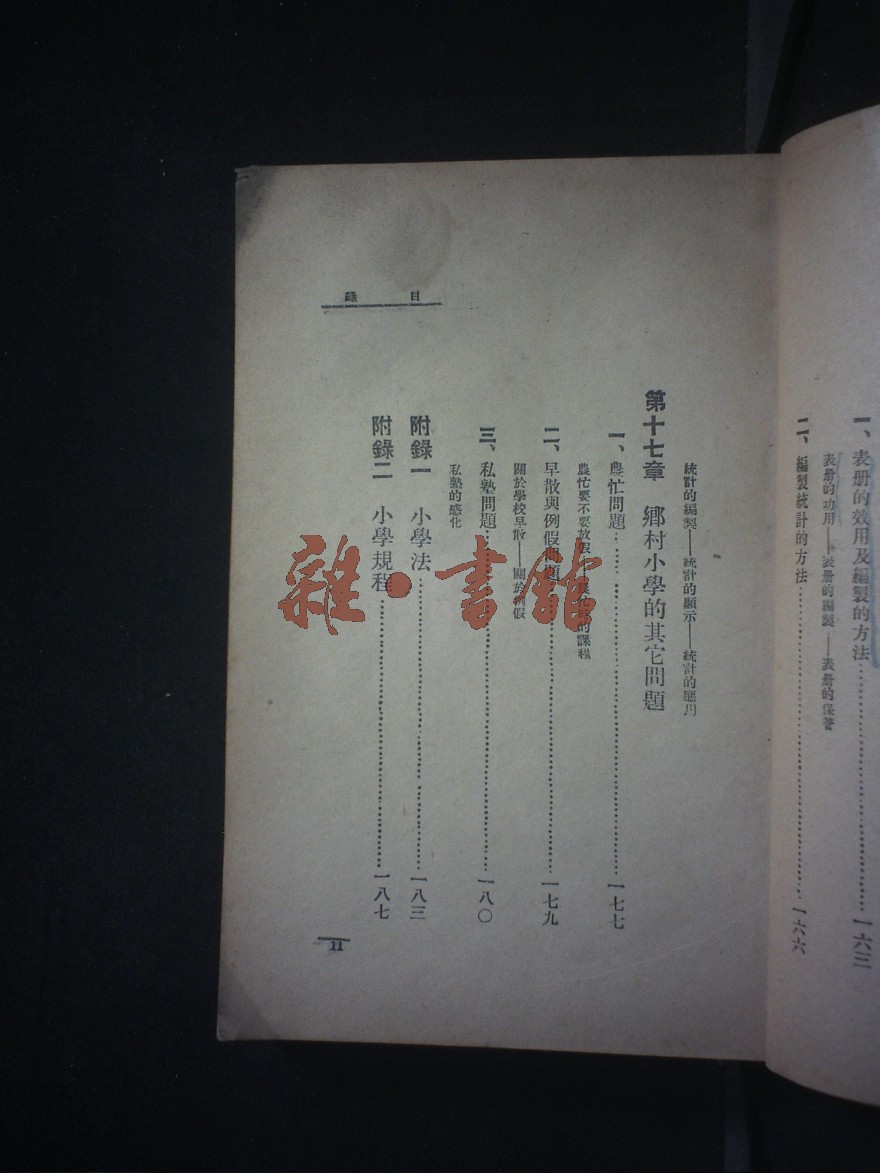 一、表册的效用及編製的方法……一六三
表册的功用——表册的編製——表册的保管
二、編製統計的方法……一六六
目錄
統計的編製——統計的顯示——統計的應用
第十七章 鄉村小學的其它問題
一、農忙問題……一七七
農忙要不要放假——農忙 的課程
二、早散與例假問題……一七九
關於學校早散——關於例假
三、私塾問題……一八〇
私塾的感化
附錄一 小學法……一八三
附錄二 小學規程……一八七
11
雜·書館